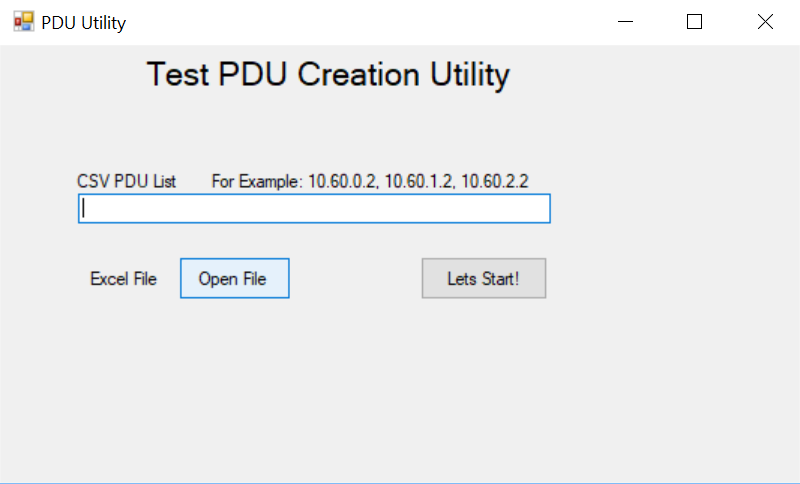 PDU Utility
Test PDU Creation Utility
CSV PDU List For Example: 10.60.0.2, 10.60.1.2, 10.60.2.2
Excel File Open File Lets Start!